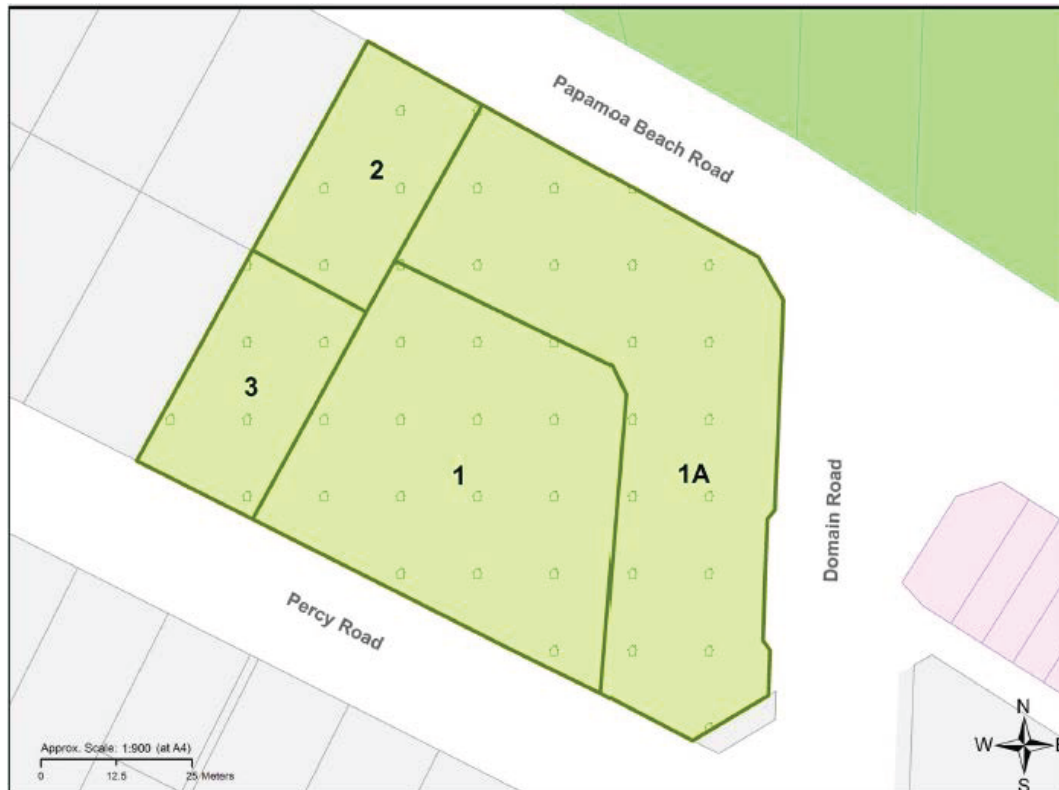 Papamoa Beach Road
2
3
1
1A
Domain Road
Percy Road
Approx. Scale: 1:900 (at A4)
0 12.5 25 Meters
N
W E
S